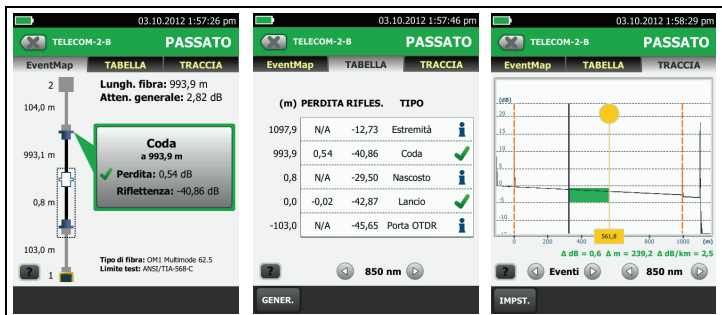 03.10.2012 1:57:26 pm
TELECOM-2-B PASSATO
EventMap TABELLA TRACCIA
2
Lungh. fibra: 993,9 m
Atten. generale: 2,82 dB
104,0 m
Coda
a 993,9 m
Perdita: 0,54 dB
Riflettenza: -40,86 dB
993,1 m
0,8 m
103,0 m
Tipo di fibra: OM1 Multimode 62.5
Limite test: ANSI/TIA-568-C
? 1
03.10.2012 1:57:46 pm
TELECOM-2-B PASSATO
EventMap TABELLA TRACCIA
(m) PERDITA RIFLES. TIPO
1097,9 N/A -12,73 Estremità
993,9 0,54 -40,86 Coda
0,8 N/A -29,50 Nascosto
0,0 -0,02 -42,87 Lancio
-103,0 N/A -45,65 Porta OTDR
? 850 nm
GENER.
03.10.2012 1:58:29 pm
TELECOM-2-B PASSATO
EventMap TABELLA TRACCIA
(dB)
20
15
10
5
0
-5
-10
0 200 400 561,8 800 1000 (m)
Δ dB = 0,6 Δ m = 239,2 Δ dB/km = 2,5
? Eventi 850 nm
IMPST.